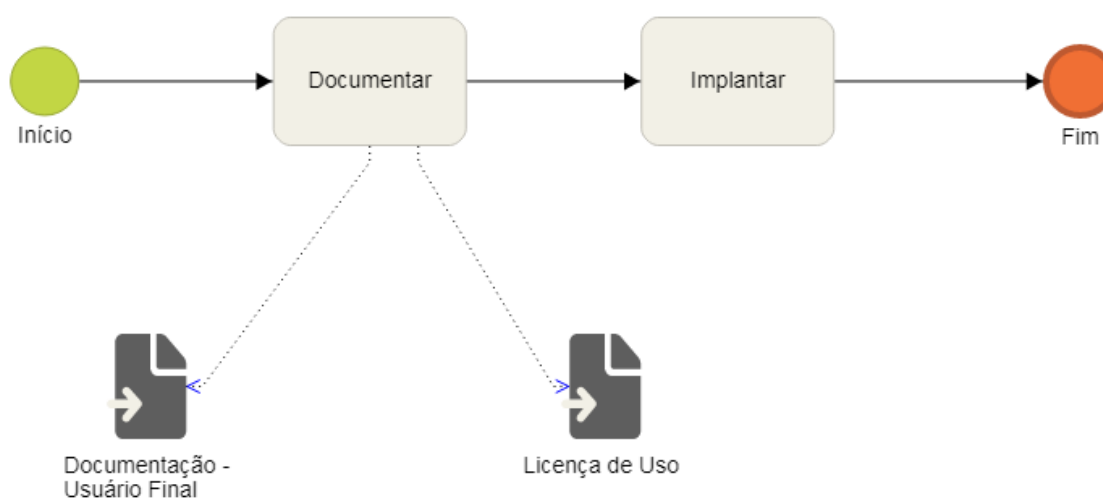 Documentar
Implantar
Início
Fim
Documentação -
Usuário Final
Licença de Uso